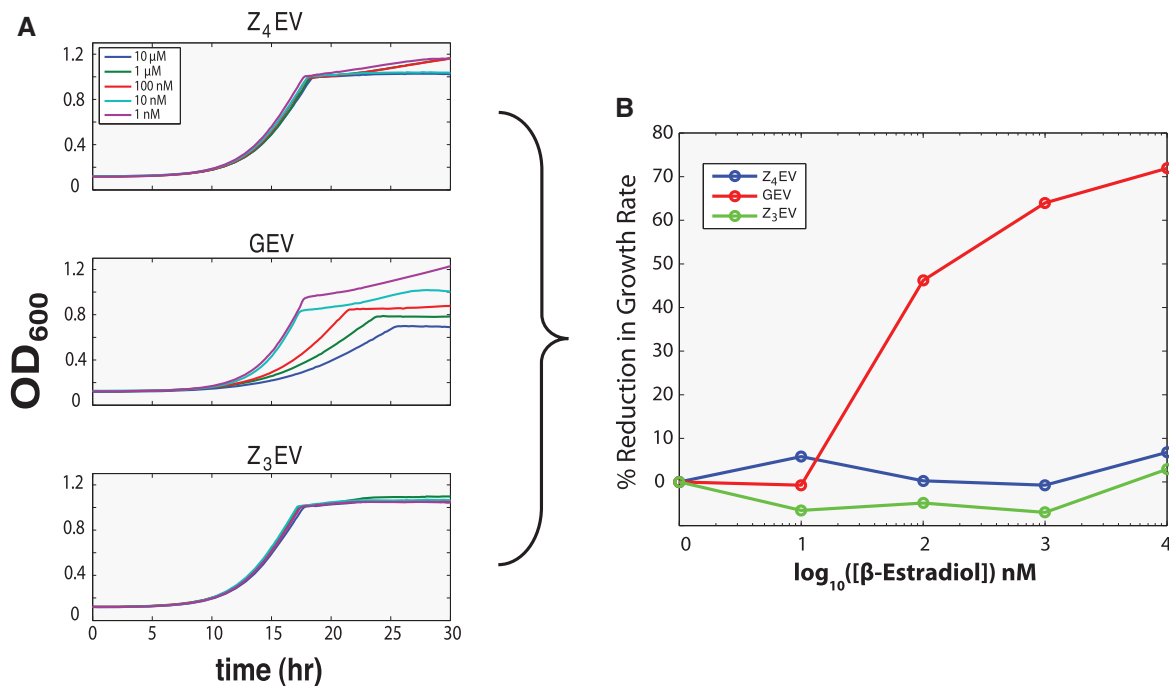 A
Z₄EV
1.2
0.8
0.4
0
10 μM
1 μM
100 nM
10 nM
1 nM
GEV
1.2
0.8
0.4
0
OD₆₀₀
Z₃EV
1.2
0.8
0.4
0
0 5 10 15 20 25 30
time (hr)
B
80
70
60
50
40
30
20
10
0
% Reduction in Growth Rate
Z₄EV
GEV
Z₃EV
0 1 2 3 4
log₁₀([β-Estradiol]) nM